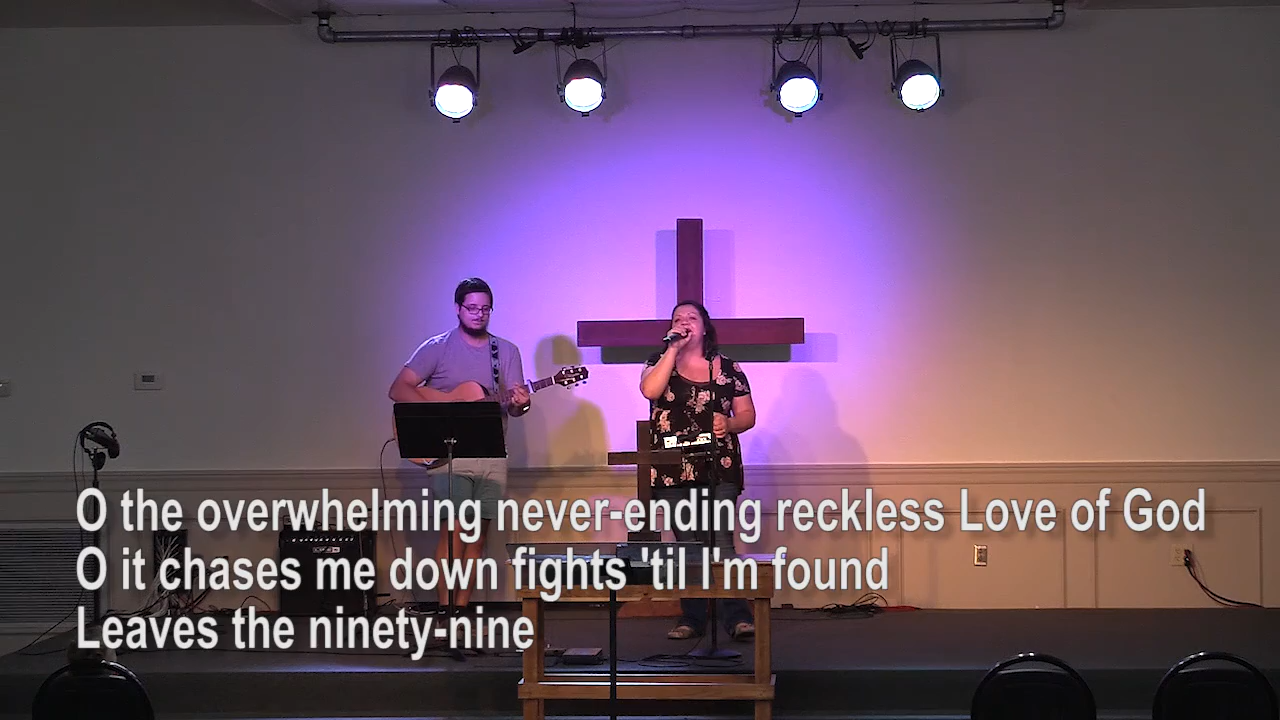 O the overwhelming never-ending reckless Love of God
O it chases me down fights 'til I'm found
Leaves the ninety-nine